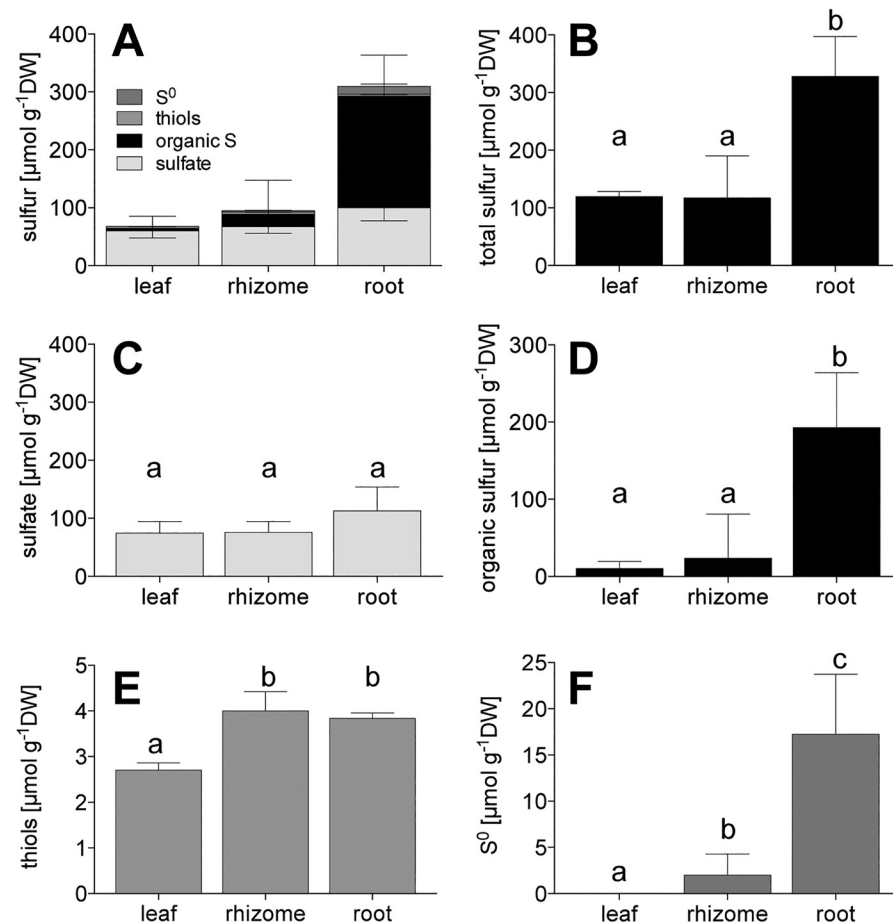 A
sulfur [µmol g⁻¹DW]
400
300
200
100
0
S⁰
thiols
organic S
sulfate
leaf rhizome root
B
total sulfur [µmol g⁻¹DW]
400
300
200
100
0
a a b
leaf rhizome root
C
sulfate [µmol g⁻¹DW]
400
300
200
100
0
a a a
leaf rhizome root
D
organic sulfur [µmol g⁻¹DW]
300
200
100
0
a a b
leaf rhizome root
E
thiols [µmol g⁻¹DW]
5
4
3
2
1
0
a b b
leaf rhizome root
F
S⁰ [µmol g⁻¹DW]
25
20
15
10
5
0
a b c
leaf rhizome root